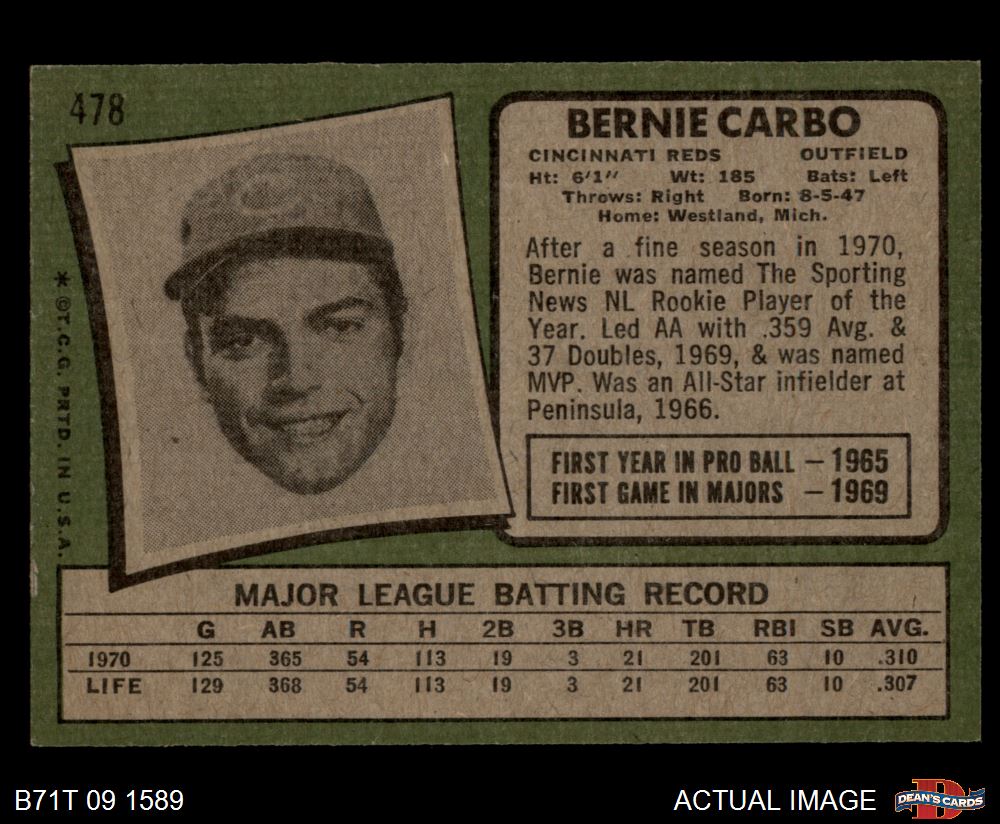 478
BERNIE CARBO
CINCINNATI REDS OUTFIELD
Ht: 6'1" Wt: 185 Bats: Left
Throws: Right Born: 8-5-47
Home: Westland, Mich.
After a fine season in 1970,
Bernie was named The Sporting
News NL Rookie Player of the
Year. Led AA with .359 Avg. &
37 Doubles, 1969, & was named
MVP. Was an All-Star infielder at
Peninsula, 1966.
FIRST YEAR IN PRO BALL – 1965
FIRST GAME IN MAJORS – 1969
* ©T.C.G. PRTD. IN U.S.A.
MAJOR LEAGUE BATTING RECORD
G AB R H 2B 3B HR TB RBI SB AVG.
1970 125 365 54 113 19 3 21 201 63 10 .310
LIFE 129 368 54 113 19 3 21 201 63 10 .307
B71T 09 1589
ACTUAL IMAGE
D
DEAN'S CARDS